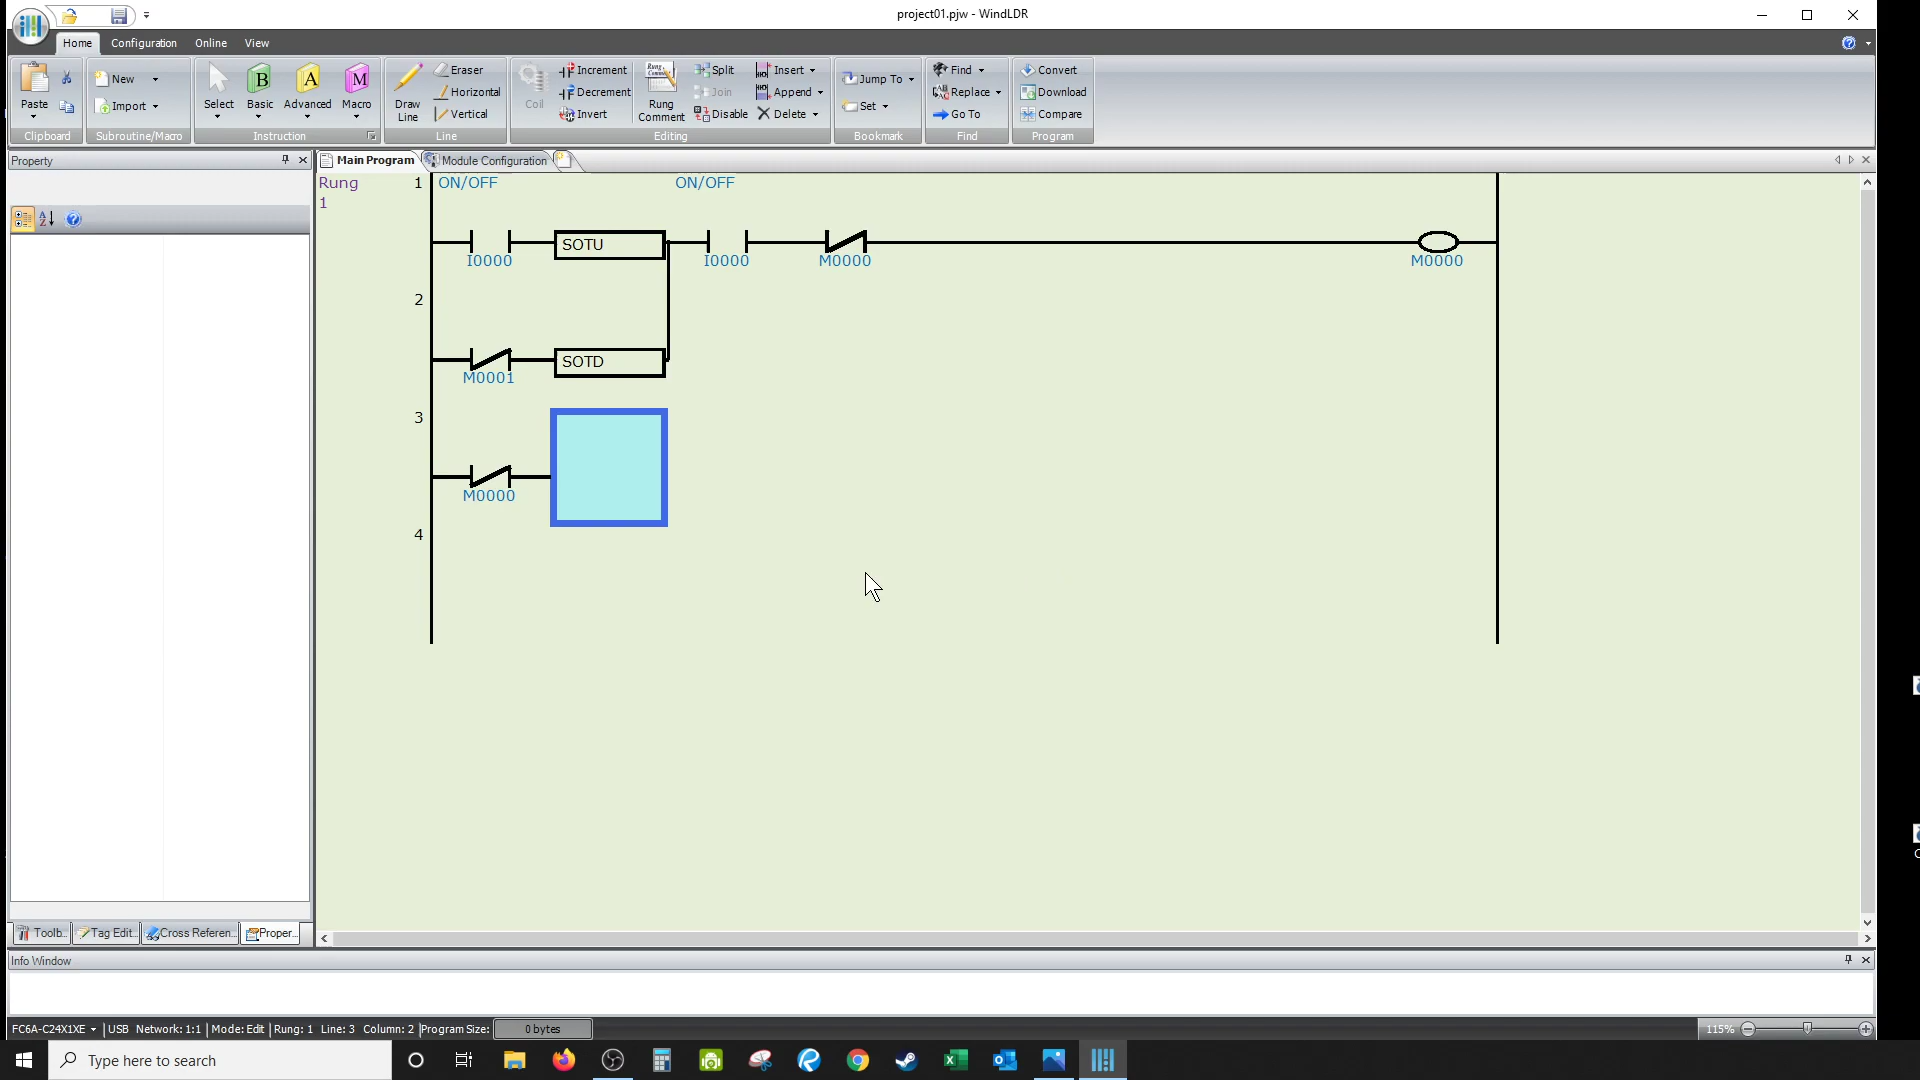 project01.pjw - WindLDR
Home Configuration Online View
Paste
Clipboard
New
Import
Subroutine/Macro
Select
B
Basic
A
Advanced
M
Macro
Instruction
Draw Line
Eraser
Horizontal
Vertical
Line
Coil
Increment
Decrement
Invert
Rung Comment
Split
Join
Disable
Insert
Append
Delete
Editing
Jump To
Set
Bookmark
Find
Replace
Go To
Find
Convert
Download
Compare
Program
Property
Main Program Module Configuration
Rung 1
1 ON/OFF ON/OFF
SOTU
I0000 I0000 M0000 M0000
2
SOTD
M0001
3
M0000
4
Toolb... Tag Edit... Cross Referen... Proper...
Info Window
FC6A-C24X1XE USB Network: 1:1 Mode: Edit Rung: 1 Line: 3 Column: 2 Program Size: 0 bytes 115%
Type here to search